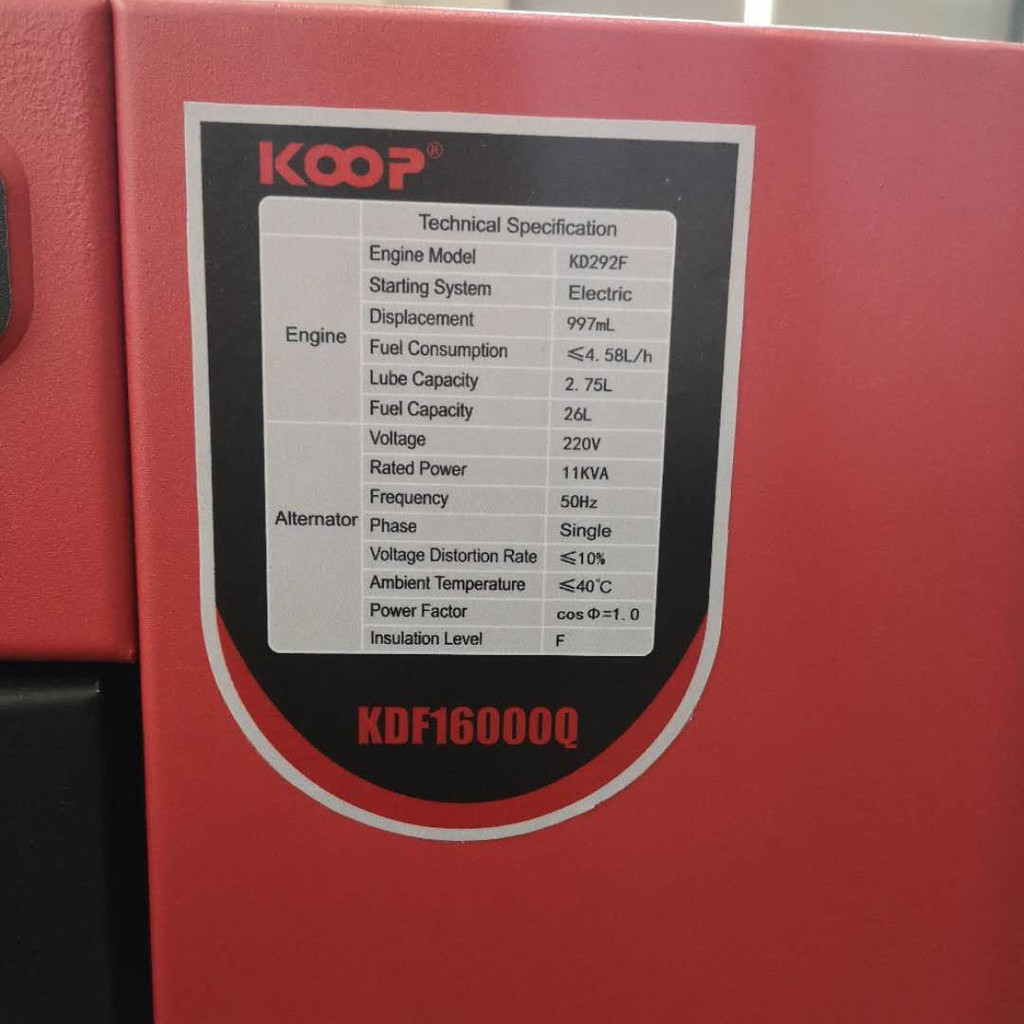 KOOP®
Technical Specification
Engine
Engine Model KD292F
Starting System Electric
Displacement 997mL
Fuel Consumption ≤4.58L/h
Lube Capacity 2.75L
Fuel Capacity 26L
Alternator
Voltage 220V
Rated Power 11KVA
Frequency 50Hz
Phase Single
Voltage Distortion Rate ≤10%
Ambient Temperature ≤40℃
Power Factor cosΦ=1.0
Insulation Level F
KDF16000Q